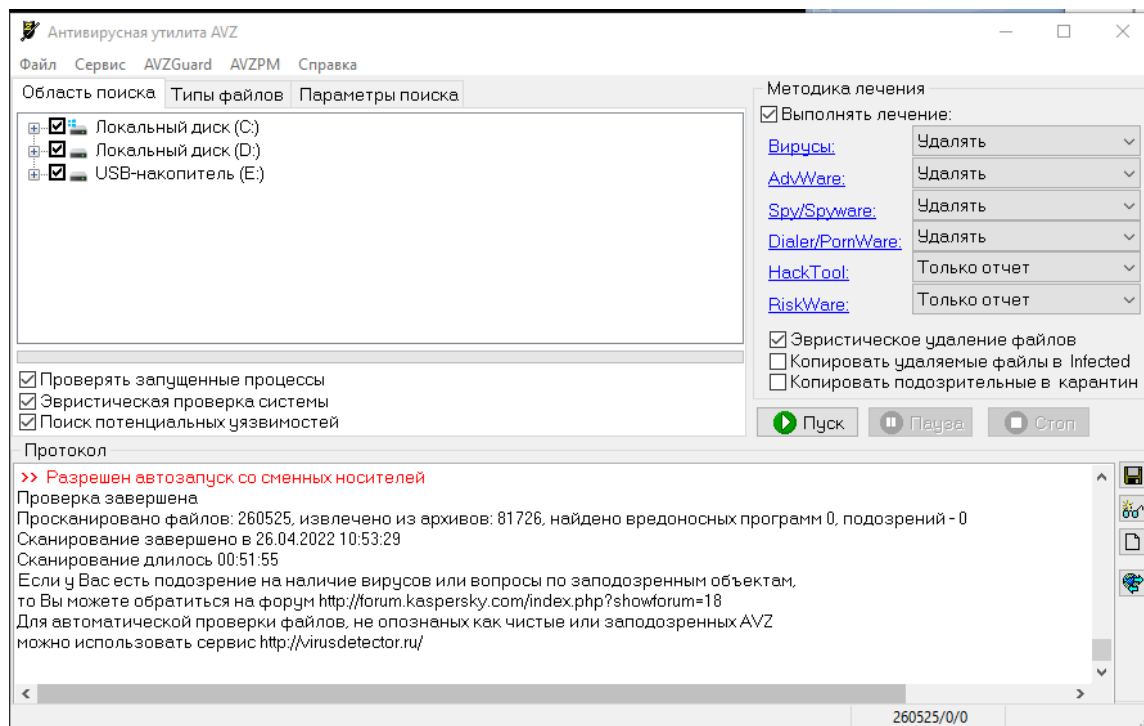 Антивирусная утилита AVZ
Файл Сервис AVZGuard AVZPM Справка
Область поиска Типы файлов Параметры поиска
Локальный диск (C:)
Локальный диск (D:)
USB-накопитель (E:)
Проверять запущенные процессы
Эвристическая проверка системы
Поиск потенциальных уязвимостей
Методика лечения
Выполнять лечение:
Вирусы: Удалять
AdvWare: Удалять
Spy/Spyware: Удалять
Dialer/PornWare: Удалять
HackTool: Только отчет
RiskWare: Только отчет
Эвристическое удаление файлов
Копировать удаляемые файлы в Infected
Копировать подозрительные в карантин
Пуск Пауза Стоп
Протокол
>> Разрешен автозапуск со сменных носителей
Проверка завершена
Просканировано файлов: 260525, извлечено из архивов: 81726, найдено вредоносных программ 0, подозрений - 0
Сканирование завершено в 26.04.2022 10:53:29
Сканирование длилось 00:51:55
Если у Вас есть подозрение на наличие вирусов или вопросы по заподозренным объектам,
то Вы можете обратиться на форум http://forum.kaspersky.com/index.php?showforum=18
Для автоматической проверки файлов, не опознаных как чистые или заподозренных AVZ
можно использовать сервис http://virusdetector.ru/
260525/0/0